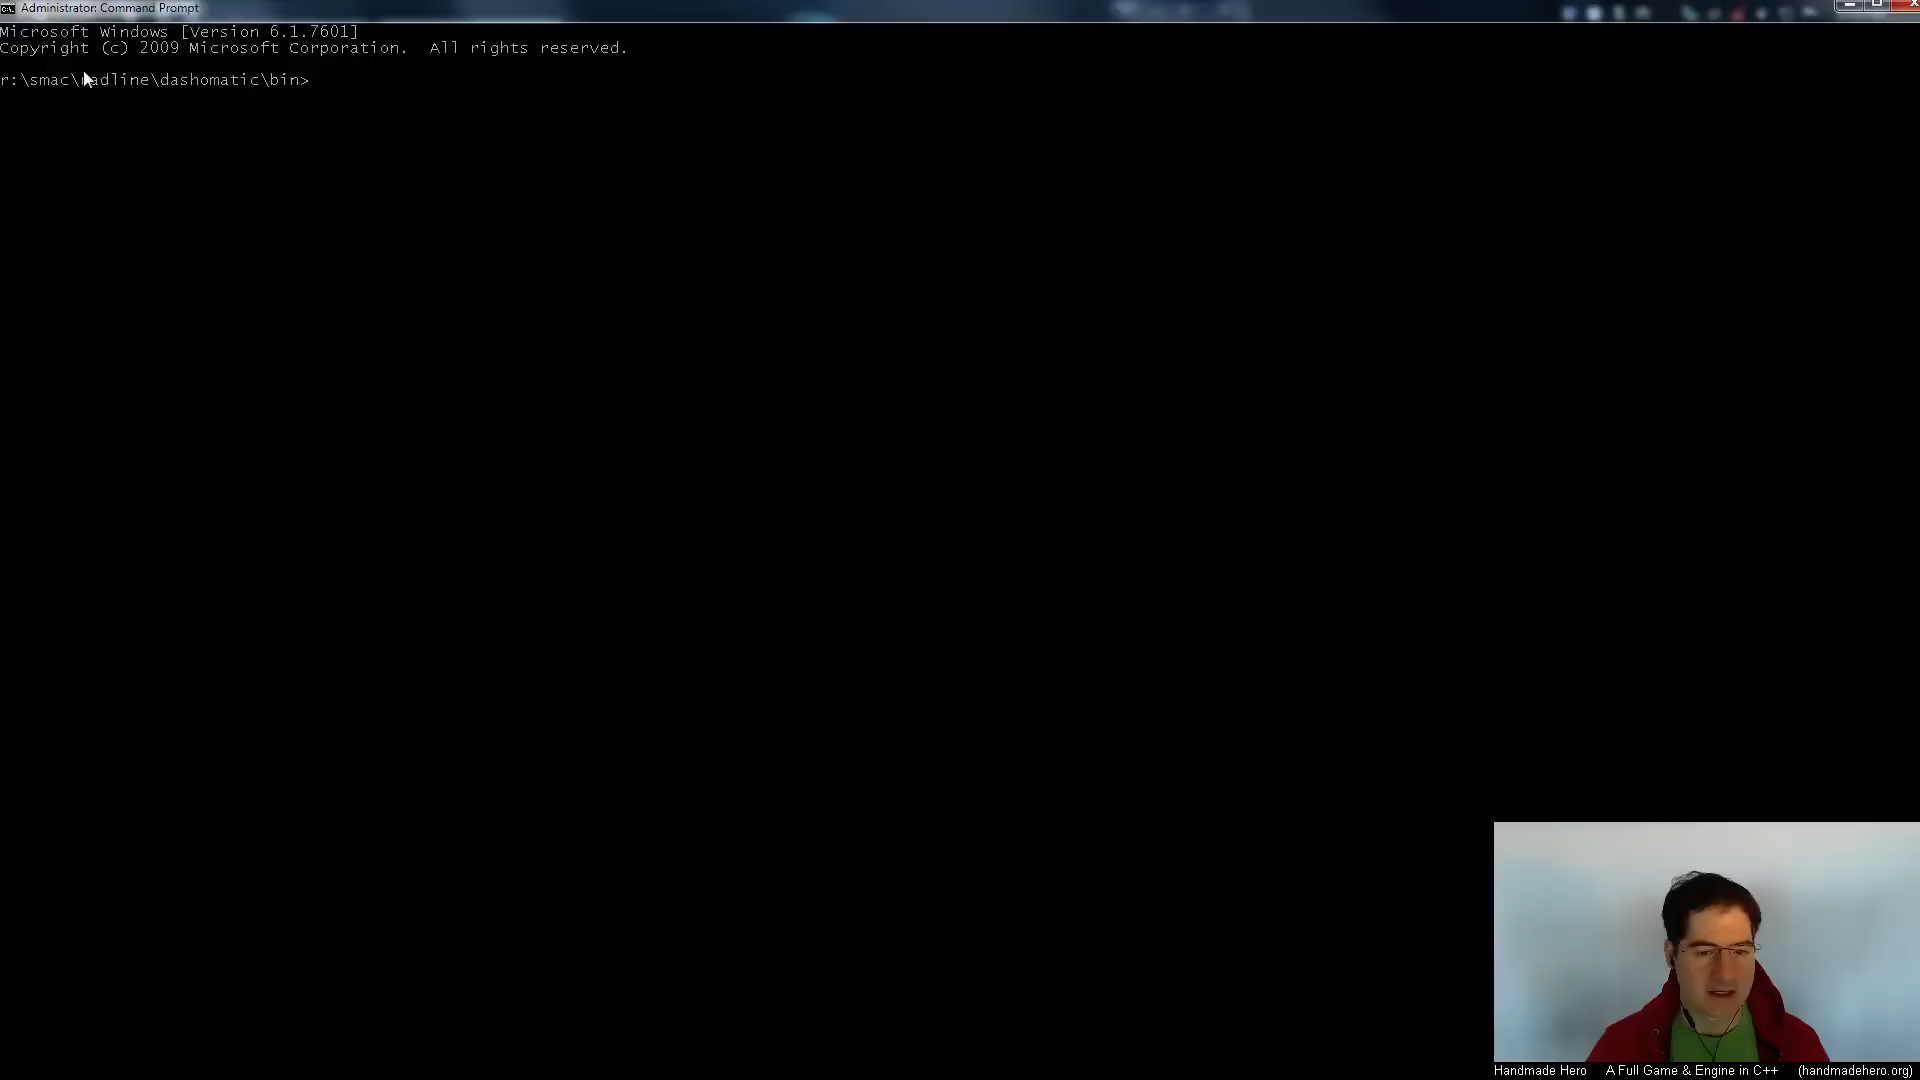 Administrator: Command Prompt
Microsoft Windows [Version 6.1.7601]
Copyright (c) 2009 Microsoft Corporation.  All rights reserved.
r:\smac\radline\dashomatic\bin>
Handmade Hero A Full Game & Engine in C++ (handmadehero.org)